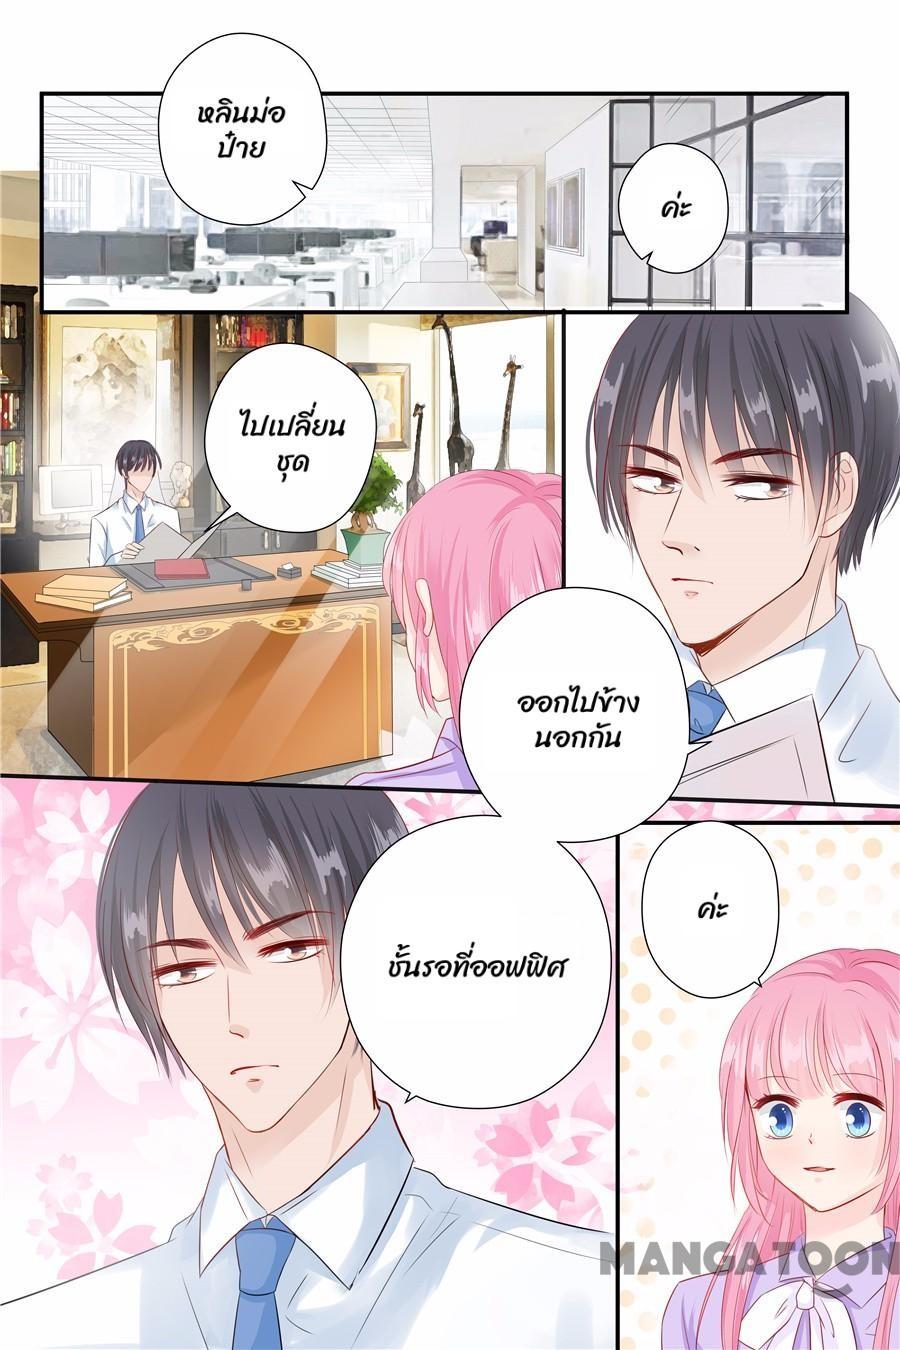 หลินม่อ
ป๋าย
ค่ะ
ไปเปลี่ยน
ชุด
ออกไปข้าง
นอกกัน
ชั้นรอที่ออฟฟิศ
ค่ะ
MANGATOON